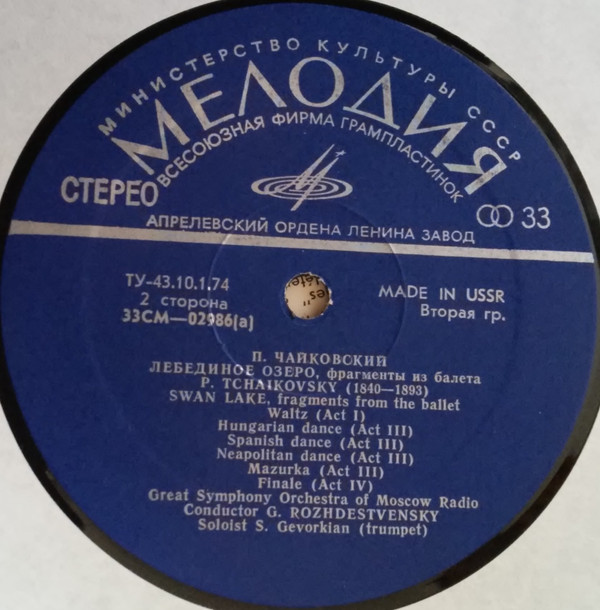 МИНИСТЕРСТВО КУЛЬТУРЫ СССР
МЕЛОДИЯ
ВСЕСОЮЗНАЯ ФИРМА ГРАМПЛАСТИНОК
СТЕРЕО
33
АПРЕЛЕВСКИЙ ОРДЕНА ЛЕНИНА ЗАВОД
ТУ-43.10.1.74
2 сторона
33СМ—02986(а)
MADE IN USSR
Вторая гр.
П. ЧАЙКОВСКИЙ
ЛЕБЕДИНОЕ ОЗЕРО, фрагменты из балета
P. TCHAIKOVSKY (1840—1893)
SWAN LAKE, fragments from the ballet
Waltz (Act I)
Hungarian dance (Act III)
Spanish dance (Act III)
Neapolitan dance (Act III)
Mazurka (Act III)
Finale (Act IV)
Great Symphony Orchestra of Moscow Radio
Conductor G. ROZHDESTVENSKY
Soloist S. Gevorkian (trumpet)